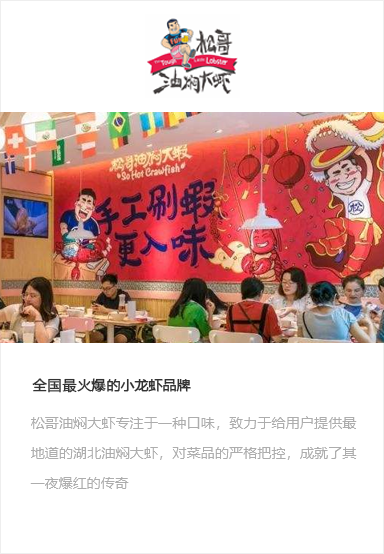 松哥
Tough Love Lobster
油焖大虾
松哥油焖大蝦
So Hot Crawfish
手工刷蝦
更入味
松
全国最火爆的小龙虾品牌
松哥油焖大虾专注于一种口味，致力于给用户提供最
地道的湖北油焖大虾，对菜品的严格把控，成就了其
一夜爆红的传奇